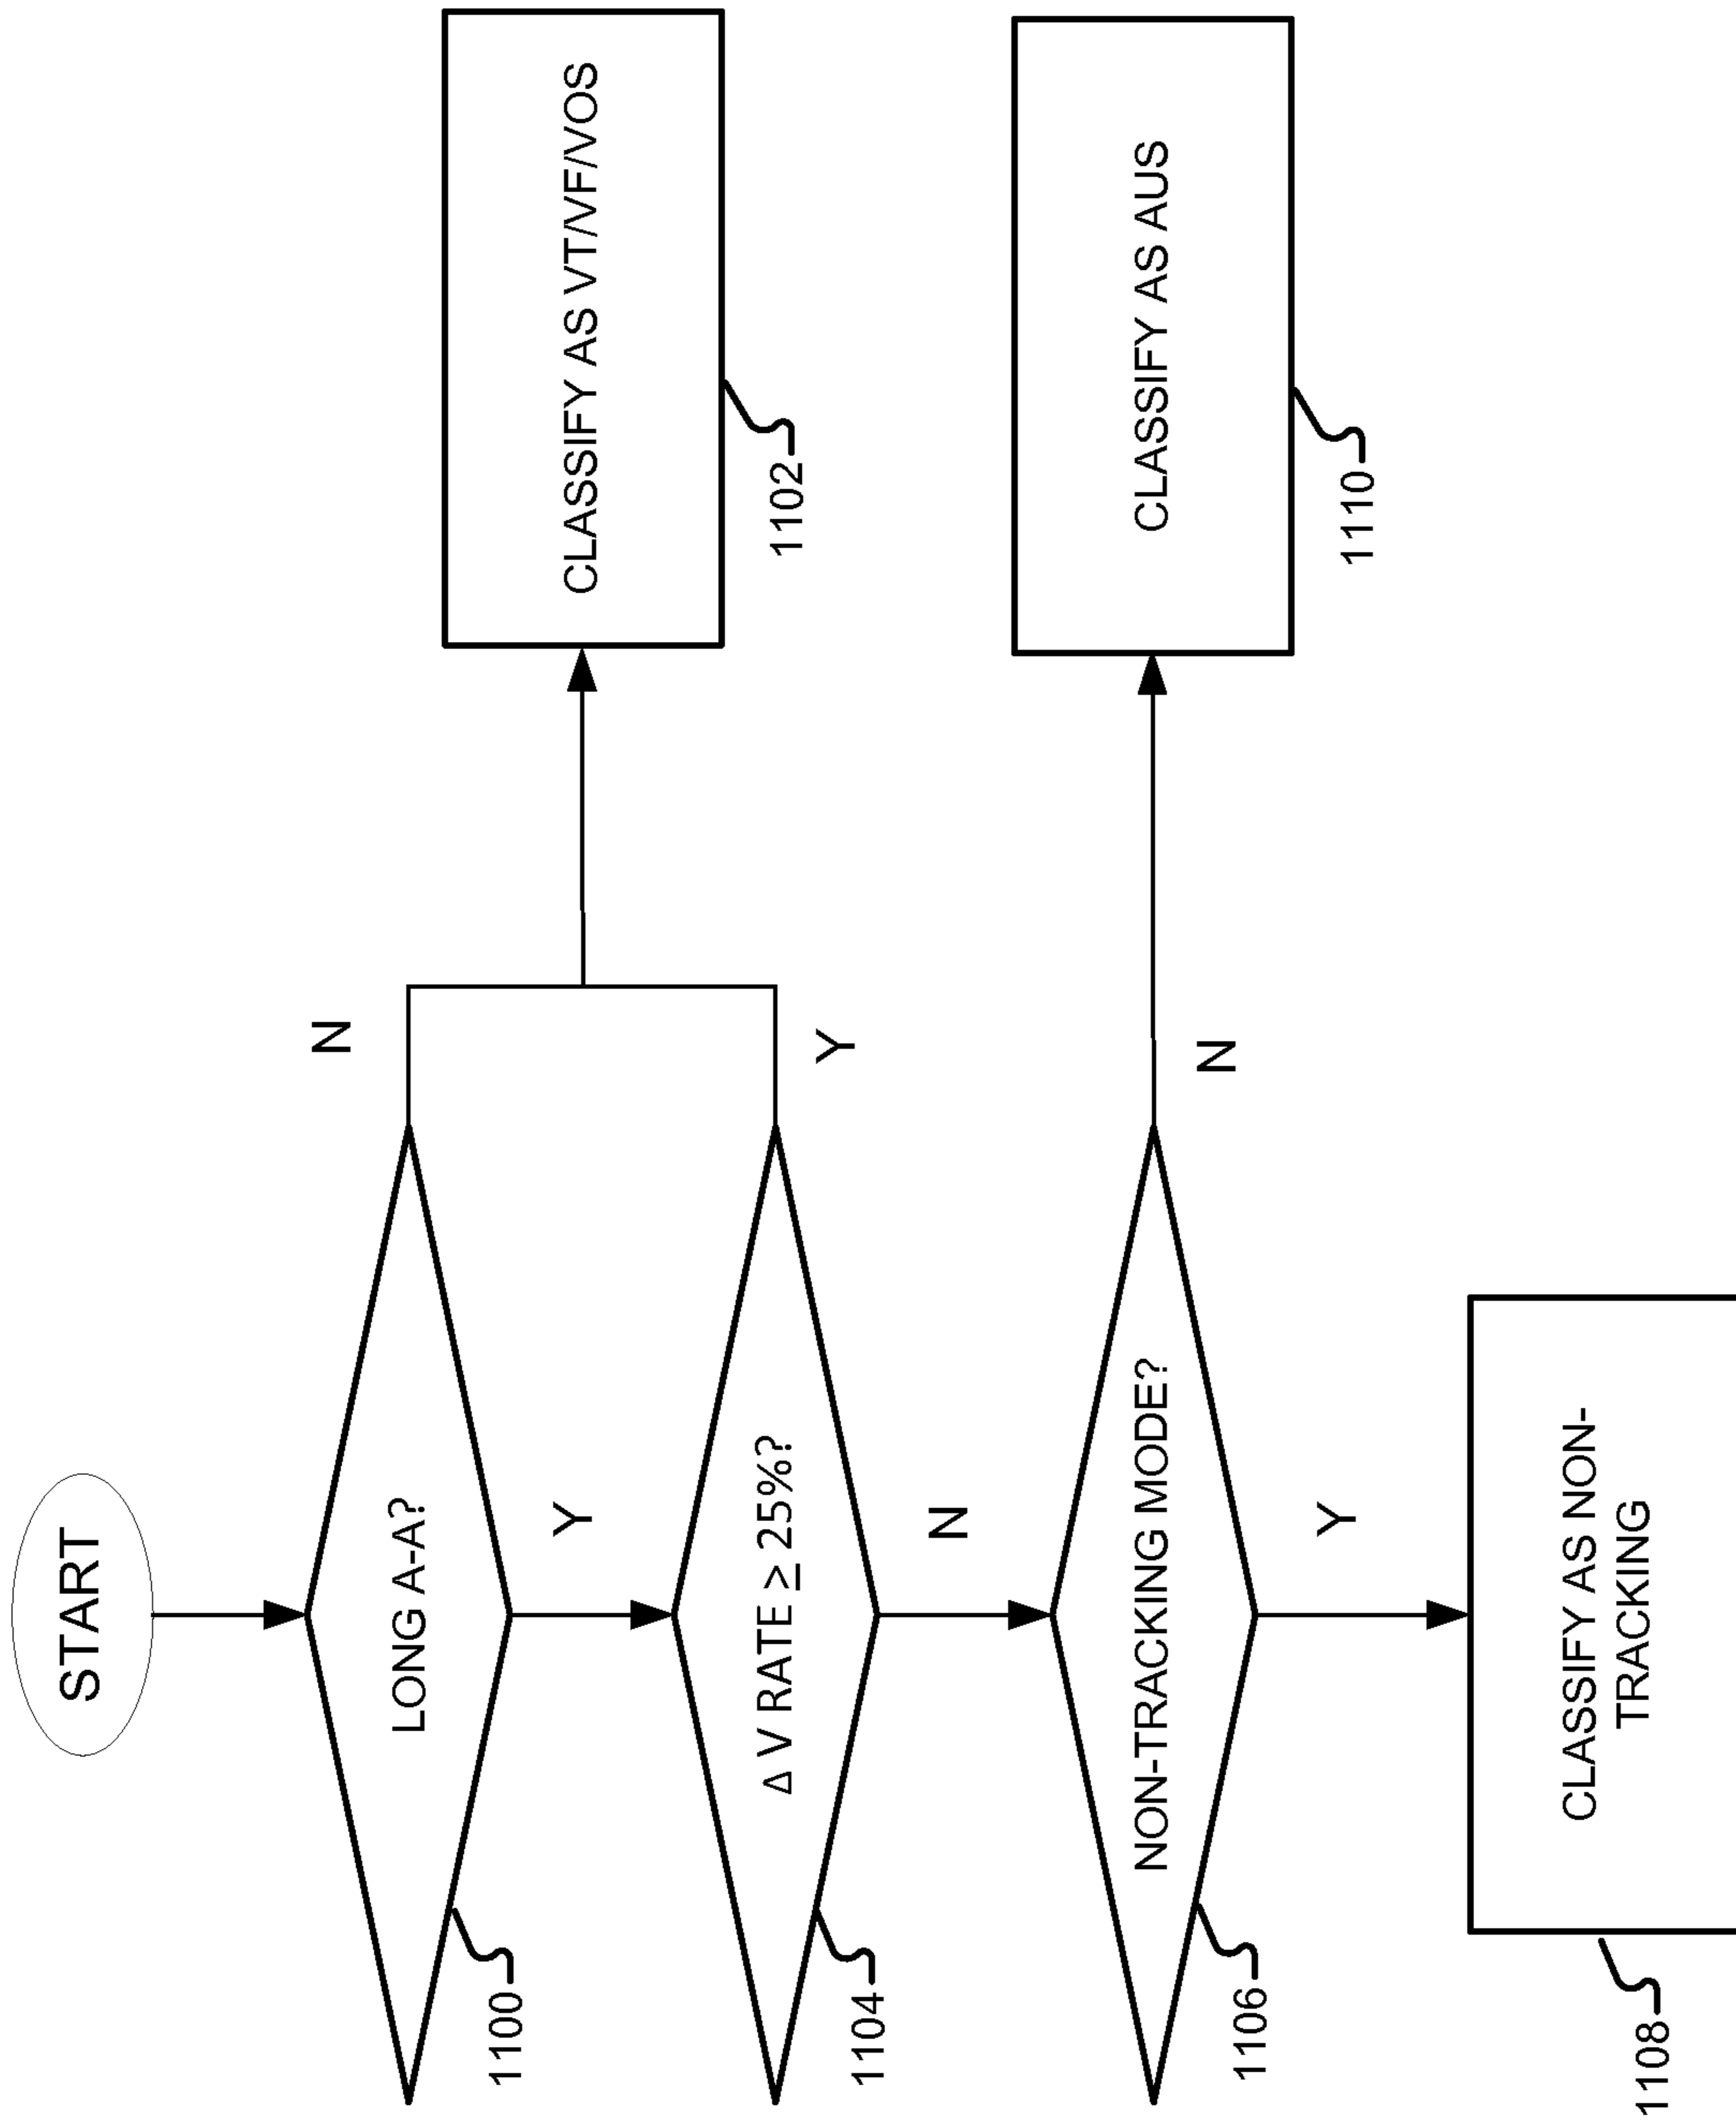 START
LONG A-A?
1100
N
Y
CLASSIFY AS VT/VF/VOS
1102
Δ V RATE ≥ 25%?
1104
Y
N
NON-TRACKING MODE?
1106
N
Y
CLASSIFY AS AUS
1110
CLASSIFY AS NON-
TRACKING
1108